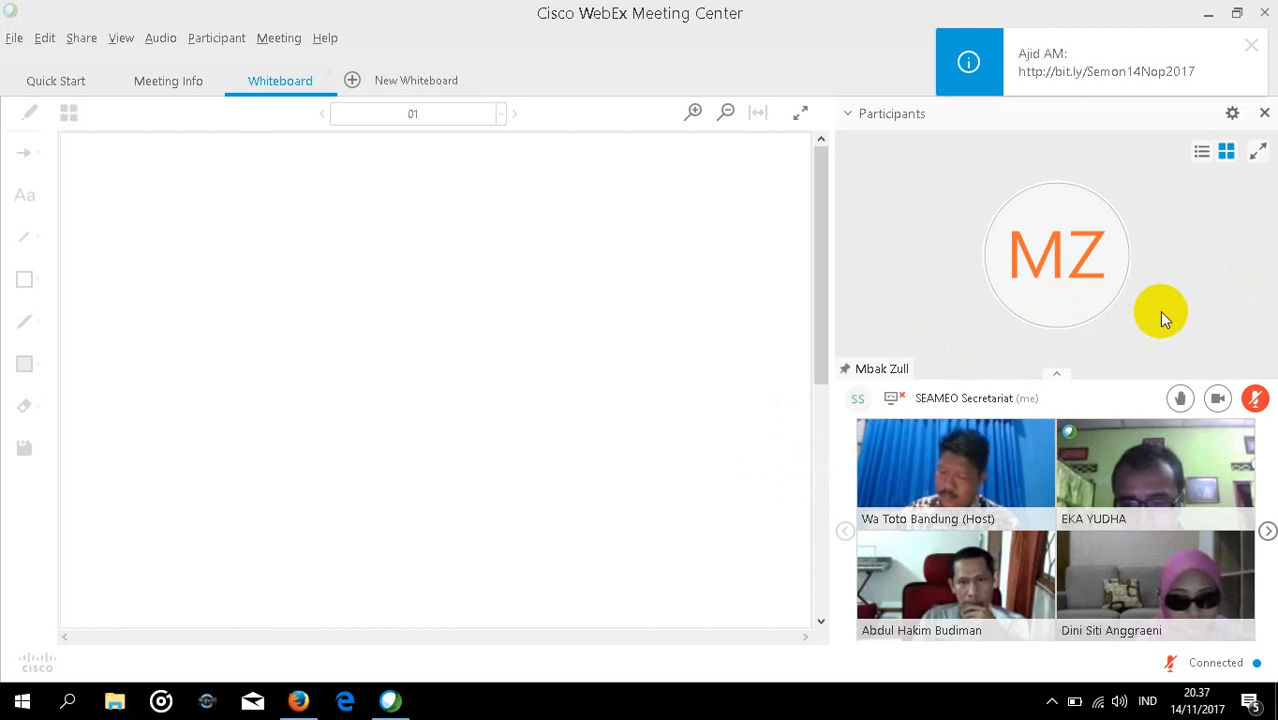 Cisco WebEx Meeting Center
File Edit Share View Audio Participant Meeting Help
Ajid AM:
http://bit.ly/Semon14Nop2017
Quick Start Meeting Info Whiteboard New Whiteboard
01
Participants
Aa
MZ
Mbak Zull
SS SEAMEO Secretariat (me)
Wa Toto Bandung (Host)
EKA YUDHA
Abdul Hakim Budiman
Dini Siti Anggraeni
CISCO
Connected
IND
20.37
14/11/2017
5